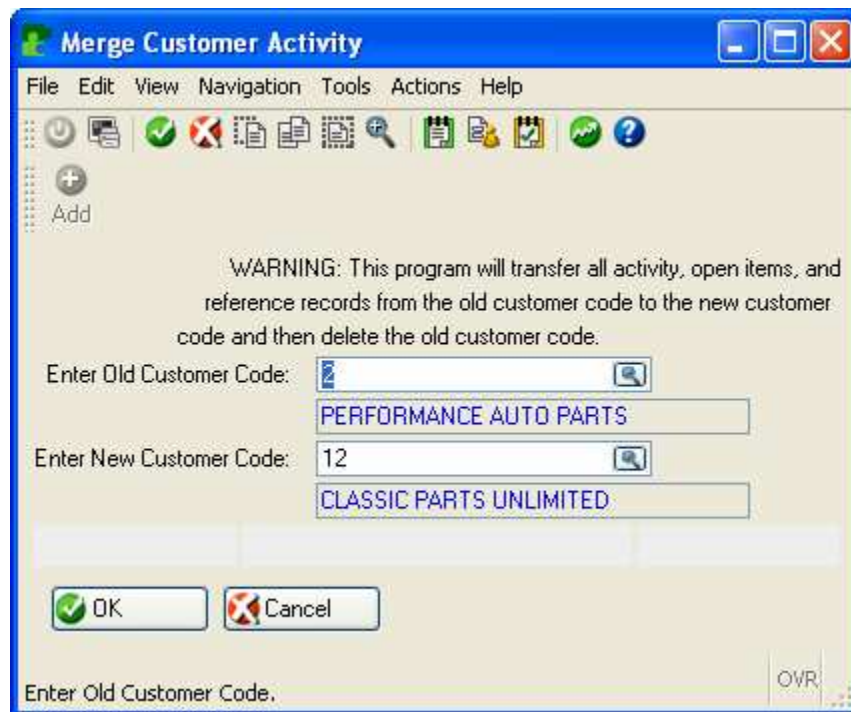 Merge Customer Activity
File Edit View Navigation Tools Actions Help
Add
WARNING: This program will transfer all activity, open items, and
reference records from the old customer code to the new customer
code and then delete the old customer code.
Enter Old Customer Code: 2
PERFORMANCE AUTO PARTS
Enter New Customer Code: 12
CLASSIC PARTS UNLIMITED
OK Cancel
Enter Old Customer Code. OVR